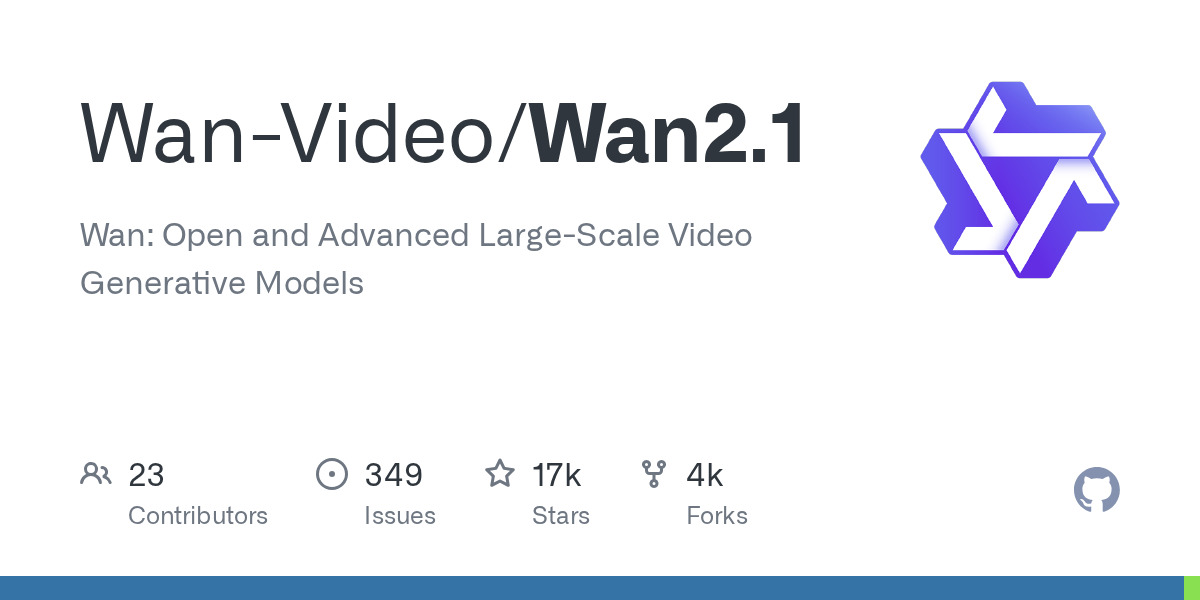 Wan-Video/Wan2.1
Wan: Open and Advanced Large-Scale Video
Generative Models
23 349 17k 4k
Contributors Issues Stars Forks